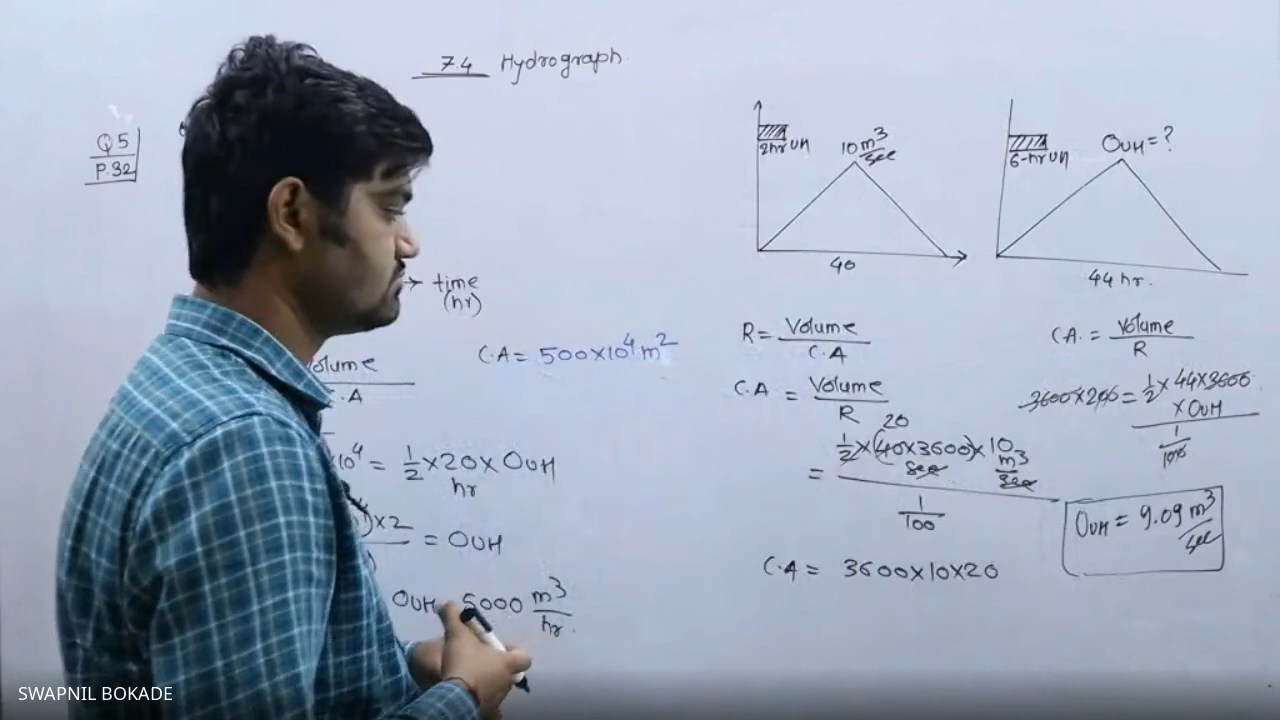 7.4 Hydrograph
Q5
P.32
time
(hr)
C.A = 500×10⁴ m²
olume
.A
10⁴ = 1/2 × 20 × OUH
hr
)×2 = OUH
OUH 5000 m³/hr.
2hr UH
10 m³/sec
40
6-hr UH
OUH = ?
44 hr.
R = Volume / C.A
C.A = Volume / R
20
= 1/2 × (40×3600) × 10
sec m³/sec
1/100
C.A = 3600×10×20
C.A. = Volume / R
3600×200 = 1/2 × 44×3600
× OUH
1/100
OUH = 9.09 m³/sec
SWAPNIL BOKADE